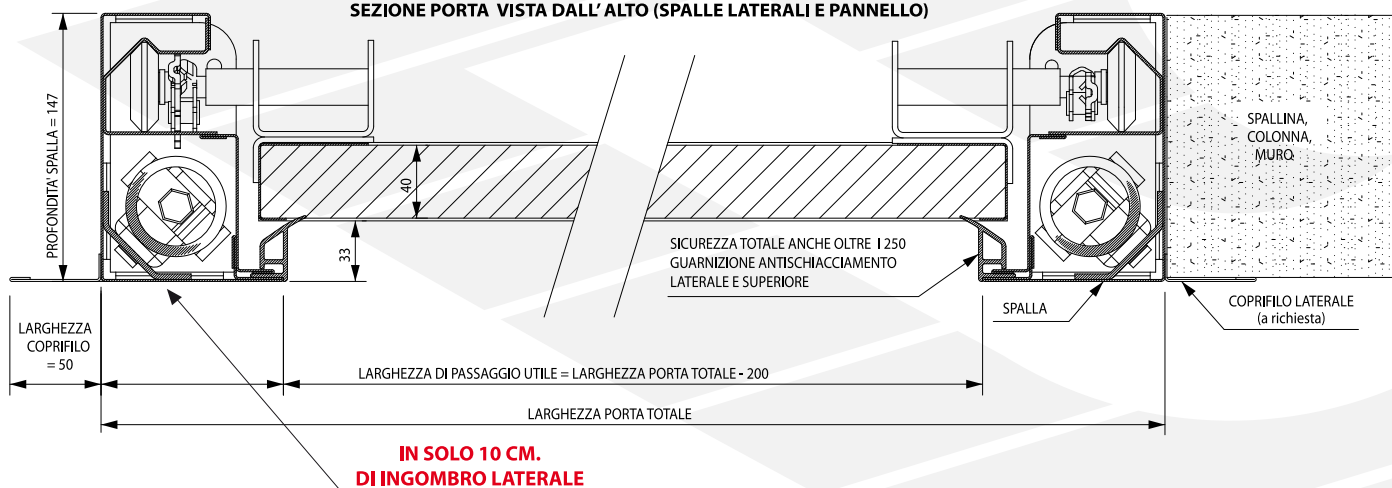 SEZIONE PORTA VISTA DALL' ALTO (SPALLE LATERALI E PANNELLO)
PROFONDITA' SPALLA = 147
SPALLINA,
COLONNA,
MURO
40
33
SICUREZZA TOTALE ANCHE OLTRE I 250
GUARNIZIONE ANTISCHIACCIAMENTO
LATERALE E SUPERIORE
SPALLA
COPRIFILO LATERALE
(a richiesta)
LARGHEZZA
COPRIFILO
= 50
LARGHEZZA DI PASSAGGIO UTILE = LARGHEZZA PORTA TOTALE - 200
LARGHEZZA PORTA TOTALE
IN SOLO 10 CM.
DI INGOMBRO LATERALE